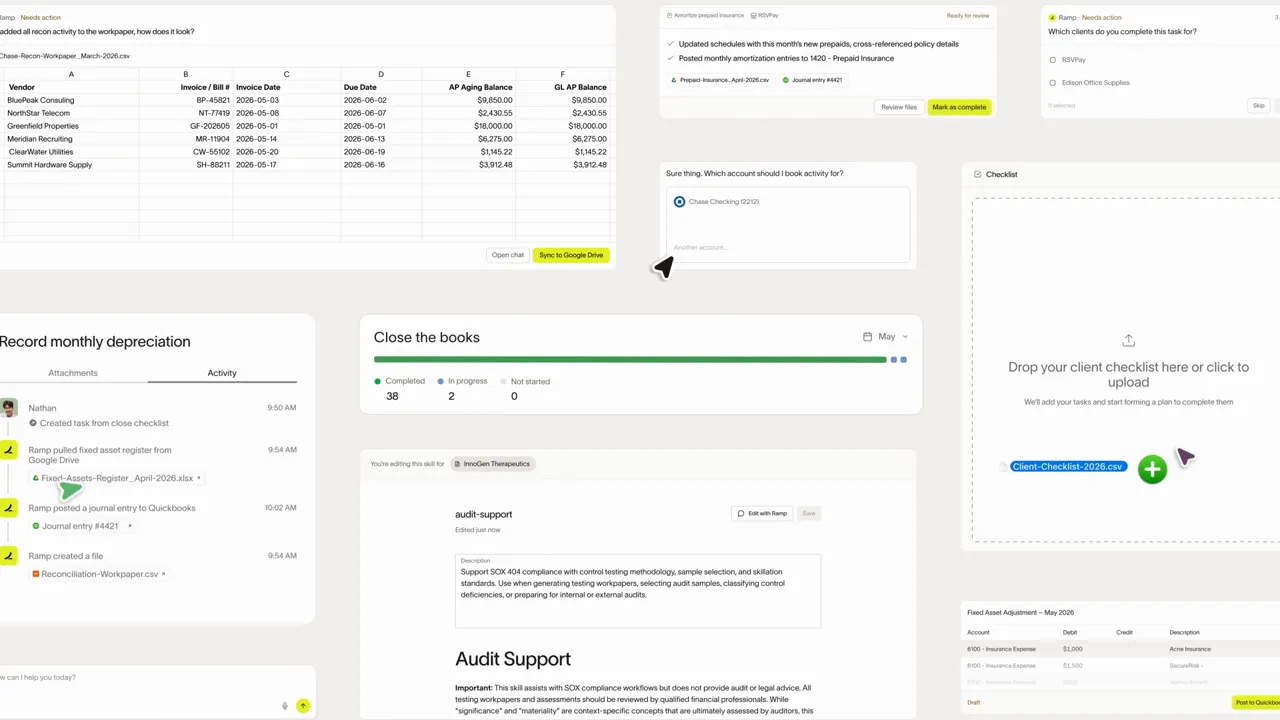 Ramp · Needs action
added all recon activity to the workpaper, how does it look?
Chase-Recon-Workpaper_March-2026.csv
A B C D E F
Vendor Invoice / Bill # Invoice Date Due Date AP Aging Balance GL AP Balance
BluePeak Consuling BP-45821 2026-05-03 2026-06-02 $9,850.00 $9,850.00
NorthStar Telecom NT-77419 2026-05-08 2026-06-07 $2,430.55 $2,430.55
Greenfield Properties GF-202605 2026-05-01 2026-05-01 $18,000.00 $18,000.00
Meridian Recruiting MR-11904 2026-05-14 2026-06-13 $6,275.00 $6,275.00
ClearWater Utilities CW-55102 2026-05-20 2026-06-19 $1,145.22 $1,145.22
Summit Hardware Supply SH-88211 2026-05-17 2026-06-16 $3,912.48 $3,912.48
Open chat Sync to Google Drive
Amortize prepaid insurance RSVPay Ready for review
Updated schedules with this month's new prepaids, cross-referenced policy details
Posted monthly amortization entries to 1420 - Prepaid Insurance
Prepaid-Insurance_April-2026.csv Journal entry #4421
Review files Mark as complete
Ramp · Needs action 3
Which clients do you complete this task for?
RSVPay
Edison Office Supplies
0 selected Skip
Sure thing. Which account should I book activity for?
Chase Checking (2212)
Another account...
Checklist
Drop your client checklist here or click to
upload
We'll add your tasks and start forming a plan to complete them
Client-Checklist-2026.csv
Record monthly depreciation
Attachments Activity
Nathan 9:50 AM
Created task from close checklist
Ramp pulled fixed asset register from 9:54 AM
Google Drive
Fixed-Assets-Register_April-2026.xlsx
Ramp posted a journal entry to Quickbooks 10:02 AM
Journal entry #4421
Ramp created a file 9:54 AM
Reconciliation-Workpaper.csv
Close the books May
Completed In progress Not started
38 2 0
You're editing this skill for InnoGen Therapeutics
audit-support Edit with Ramp Save
Edited just now
Description
Support SOX 404 compliance with control testing methodology, sample selection, and skillation
standards. Use when generating testing workpapers, selecting audit samples, classifying control
deficiencies, or preparing for internal or external audits.
Audit Support
Important: This skill assists with SOX compliance workflows but does not provide audit or legal advice. All
testing workpapers and assessments should be reviewed by qualified financial professionals. While
"significance" and "materiality" are context-specific concepts that are ultimately assessed by auditors, this
w can I help you today?
Fixed Asset Adjustment – May 2026
Account Debit Credit Description
6100 - Insurance Expense $1,000 Acne Insurance
6100 - Insurance Expense $1,500 SecureRisk -
Draft Post to Quickboo